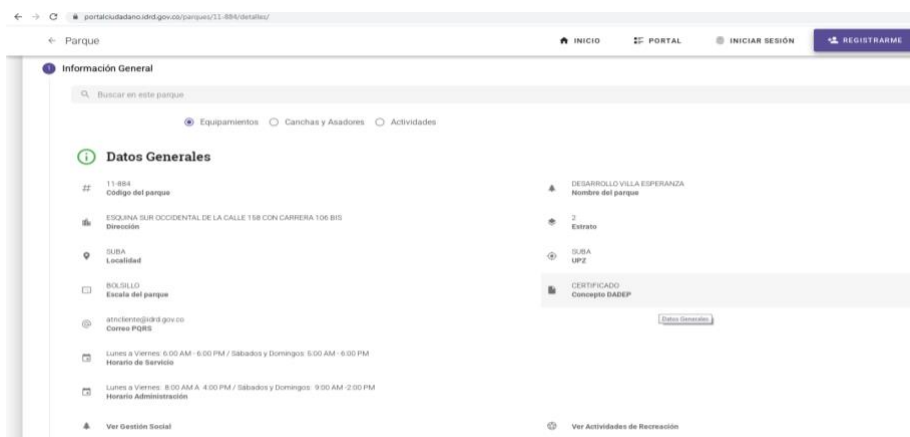 portalciudadano.idrd.gov.co/parques/11-884/detalles/
Parque
INICIO
PORTAL
INICIAR SESIÓN
REGISTRARME
1 Información General
Buscar en este parque
Equipamientos
Canchas y Asadores
Actividades
Datos Generales
11-884
Código del parque
DESARROLLO VILLA ESPERANZA
Nombre del parque
ESQUINA SUR OCCIDENTAL DE LA CALLE 158 CON CARRERA 106 BIS
Dirección
2
Estrato
SUBA
Localidad
SUBA
UPZ
BOLSILLO
Escala del parque
CERTIFICADO
Concepto DADEP
atncliente@idrd.gov.co
Correo PQRS
Datos Generales
Lunes a Viernes: 6:00 AM - 6:00 PM / Sábados y Domingos: 5:00 AM - 6:00 PM
Horario de Servicio
Lunes a Viernes: 8:00 AM A 4:00 PM / Sábados y Domingos: 9:00 AM -2:00 PM
Horario Administración
Ver Gestión Social
Ver Actividades de Recreación